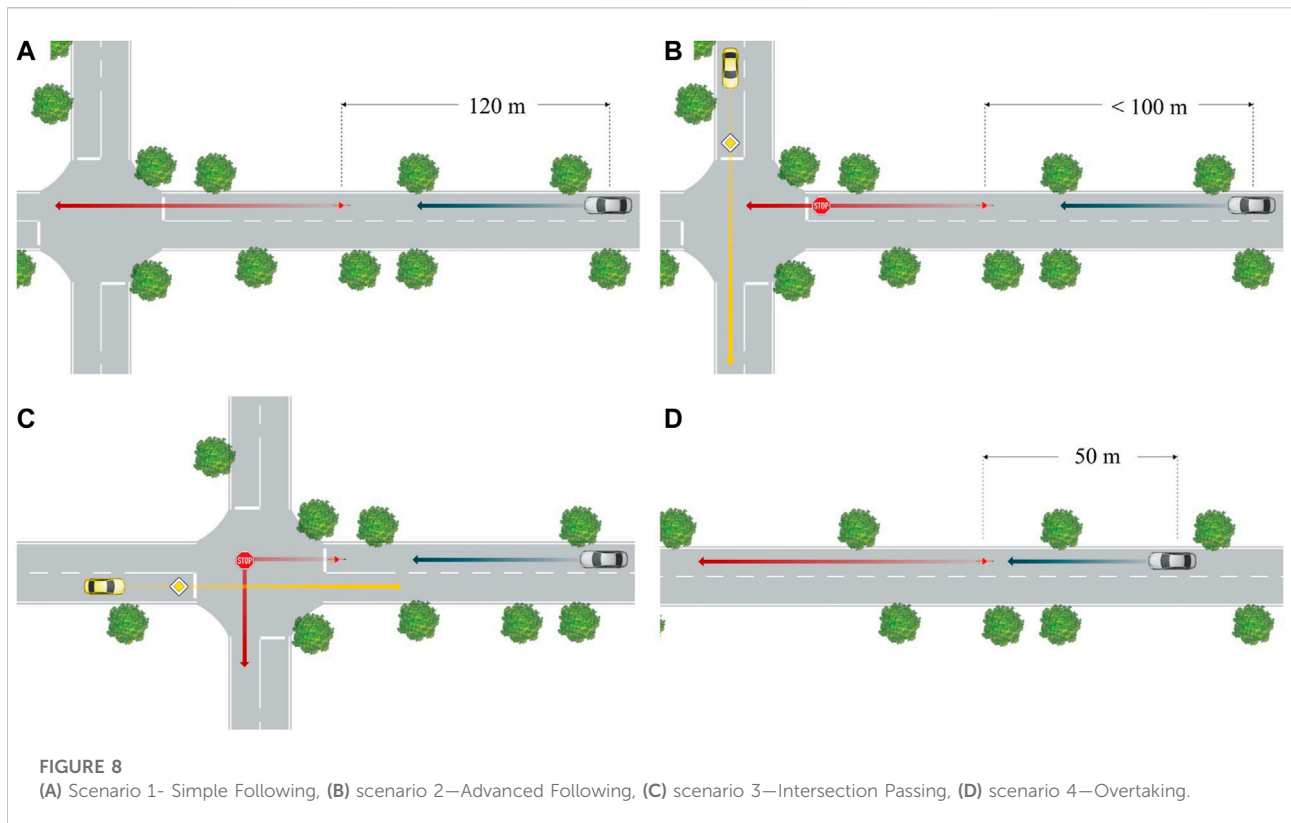 A
120 m
B
< 100 m
STOP
C
STOP
D
50 m
FIGURE 8
(A) Scenario 1- Simple Following, (B) scenario 2—Advanced Following, (C) scenario 3—Intersection Passing, (D) scenario 4—Overtaking.